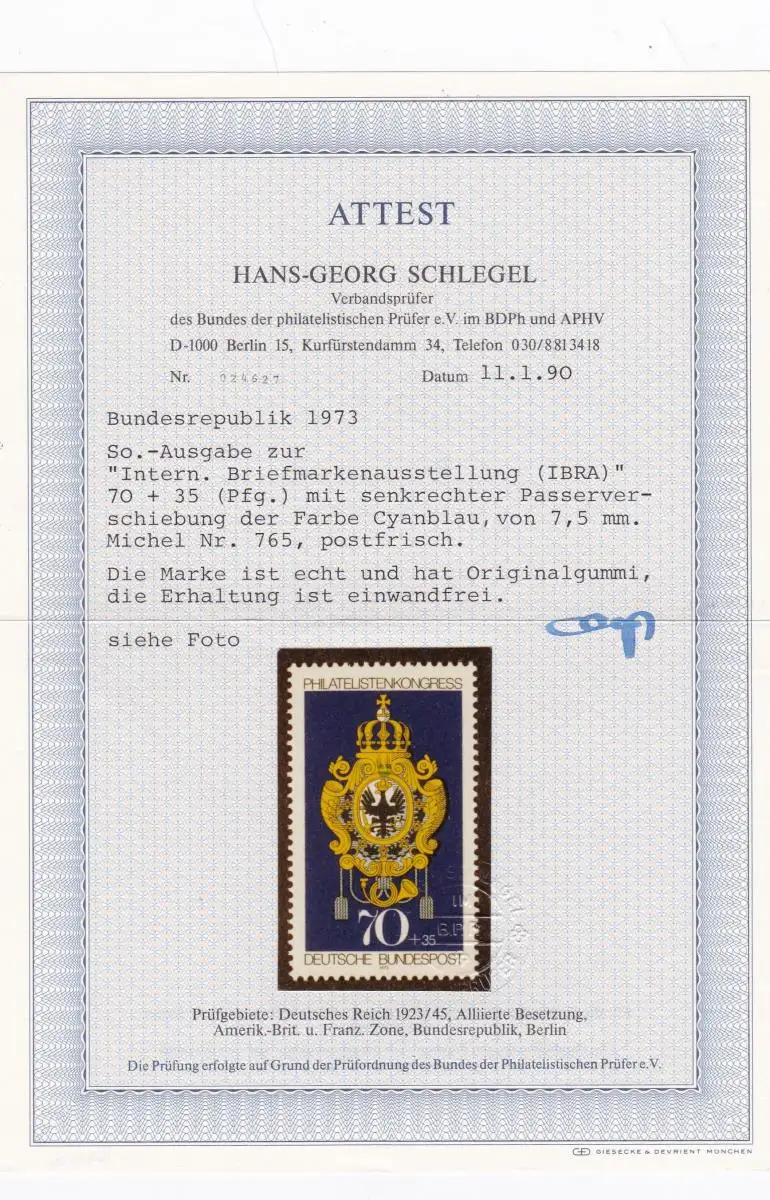 ATTEST
HANS-GEORG SCHLEGEL
Verbandsprüfer
des Bundes der philatelistischen Prüfer e.V. im BDPh und APHV
D-1000 Berlin 15, Kurfürstendamm 34, Telefon 030/8813418
Nr. 024627 Datum 11.1.90
Bundesrepublik 1973
So.-Ausgabe zur
"Intern. Briefmarkenausstellung (IBRA)"
70 + 35 (Pfg.) mit senkrechter Passerver-
schiebung der Farbe Cyanblau, von 7,5 mm.
Michel Nr. 765, postfrisch.
Die Marke ist echt und hat Originalgummi,
die Erhaltung ist einwandfrei.
siehe Foto
PHILATELISTENKONGRESS
70 +35
DEUTSCHE BUNDESPOST
1973
Prüfgebiete: Deutsches Reich 1923/45, Alliierte Besetzung,
Amerik.-Brit. u. Franz. Zone, Bundesrepublik, Berlin
Die Prüfung erfolgte auf Grund der Prüfordnung des Bundes der Philatelistischen Prüfer e.V.
GIESECKE & DEVRIENT MÜNCHEN